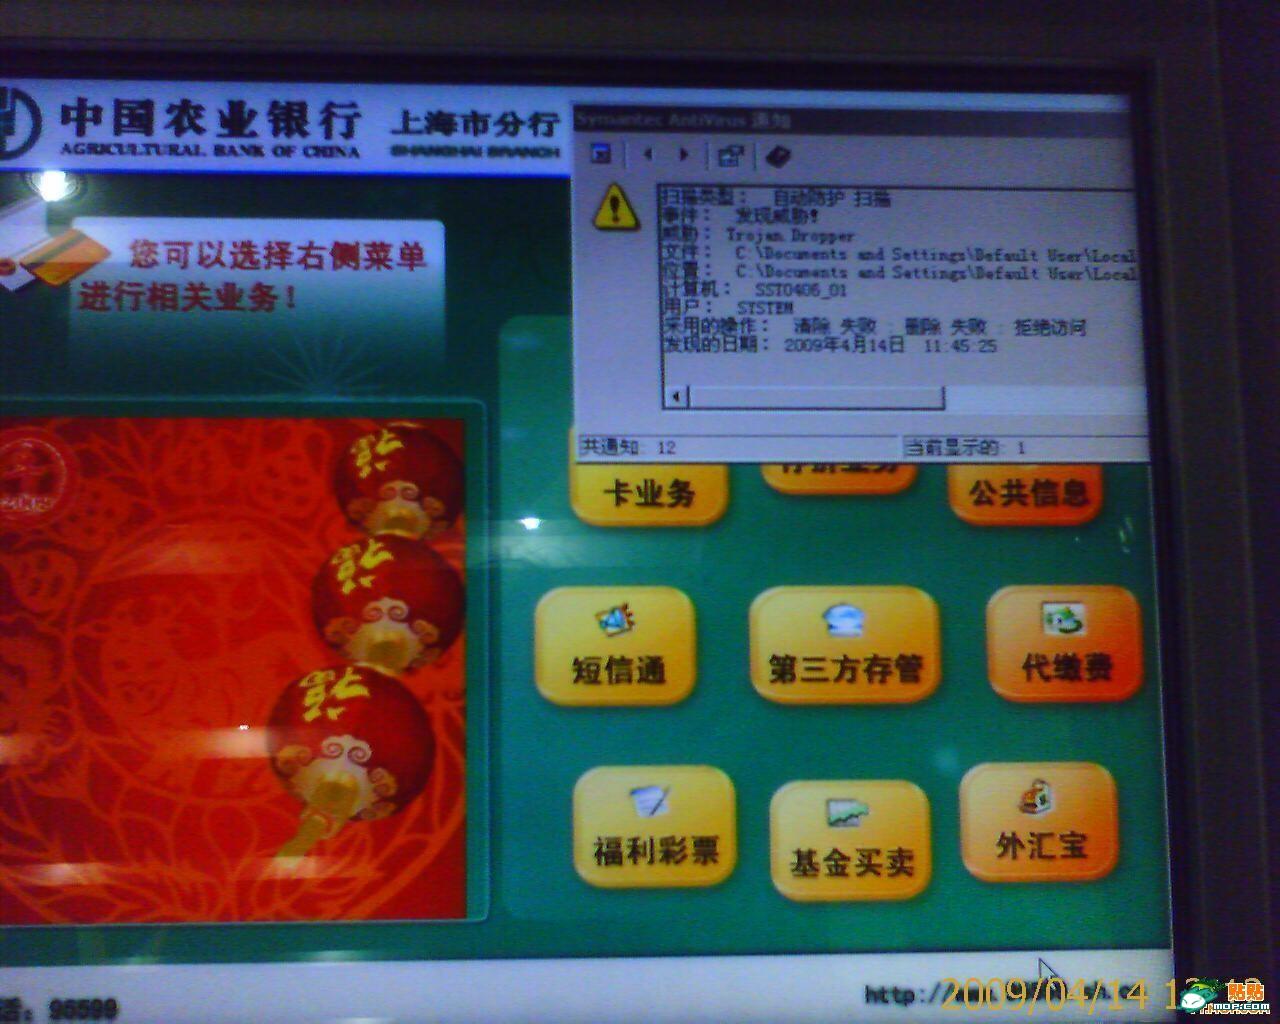 中国农业银行 上海市分行
AGRICULTURAL BANK OF CHINA SHANGHAI BRANCH
您可以选择右侧菜单
进行相关业务！
Symantec AntiVirus 通知
扫描类型： 自动防护 扫描
事件： 发现威胁!
威胁： Trojan.Dropper
文件： C:\Documents and Settings\Default User\Local
位置： C:\Documents and Settings\Default User\Local
计算机： SST0406_01
用户： SYSTEM
采用的操作： 清除 失败 : 删除 失败 : 拒绝访问
发现的日期： 2009年4月14日 11:45:25
共通知: 12 当前显示的: 1
卡业务 公共信息
短信通 第三方存管 代缴费
福利彩票 基金买卖 外汇宝
福
福
福
话：95599
http://
2009/04/14
贴贴
MOP.com